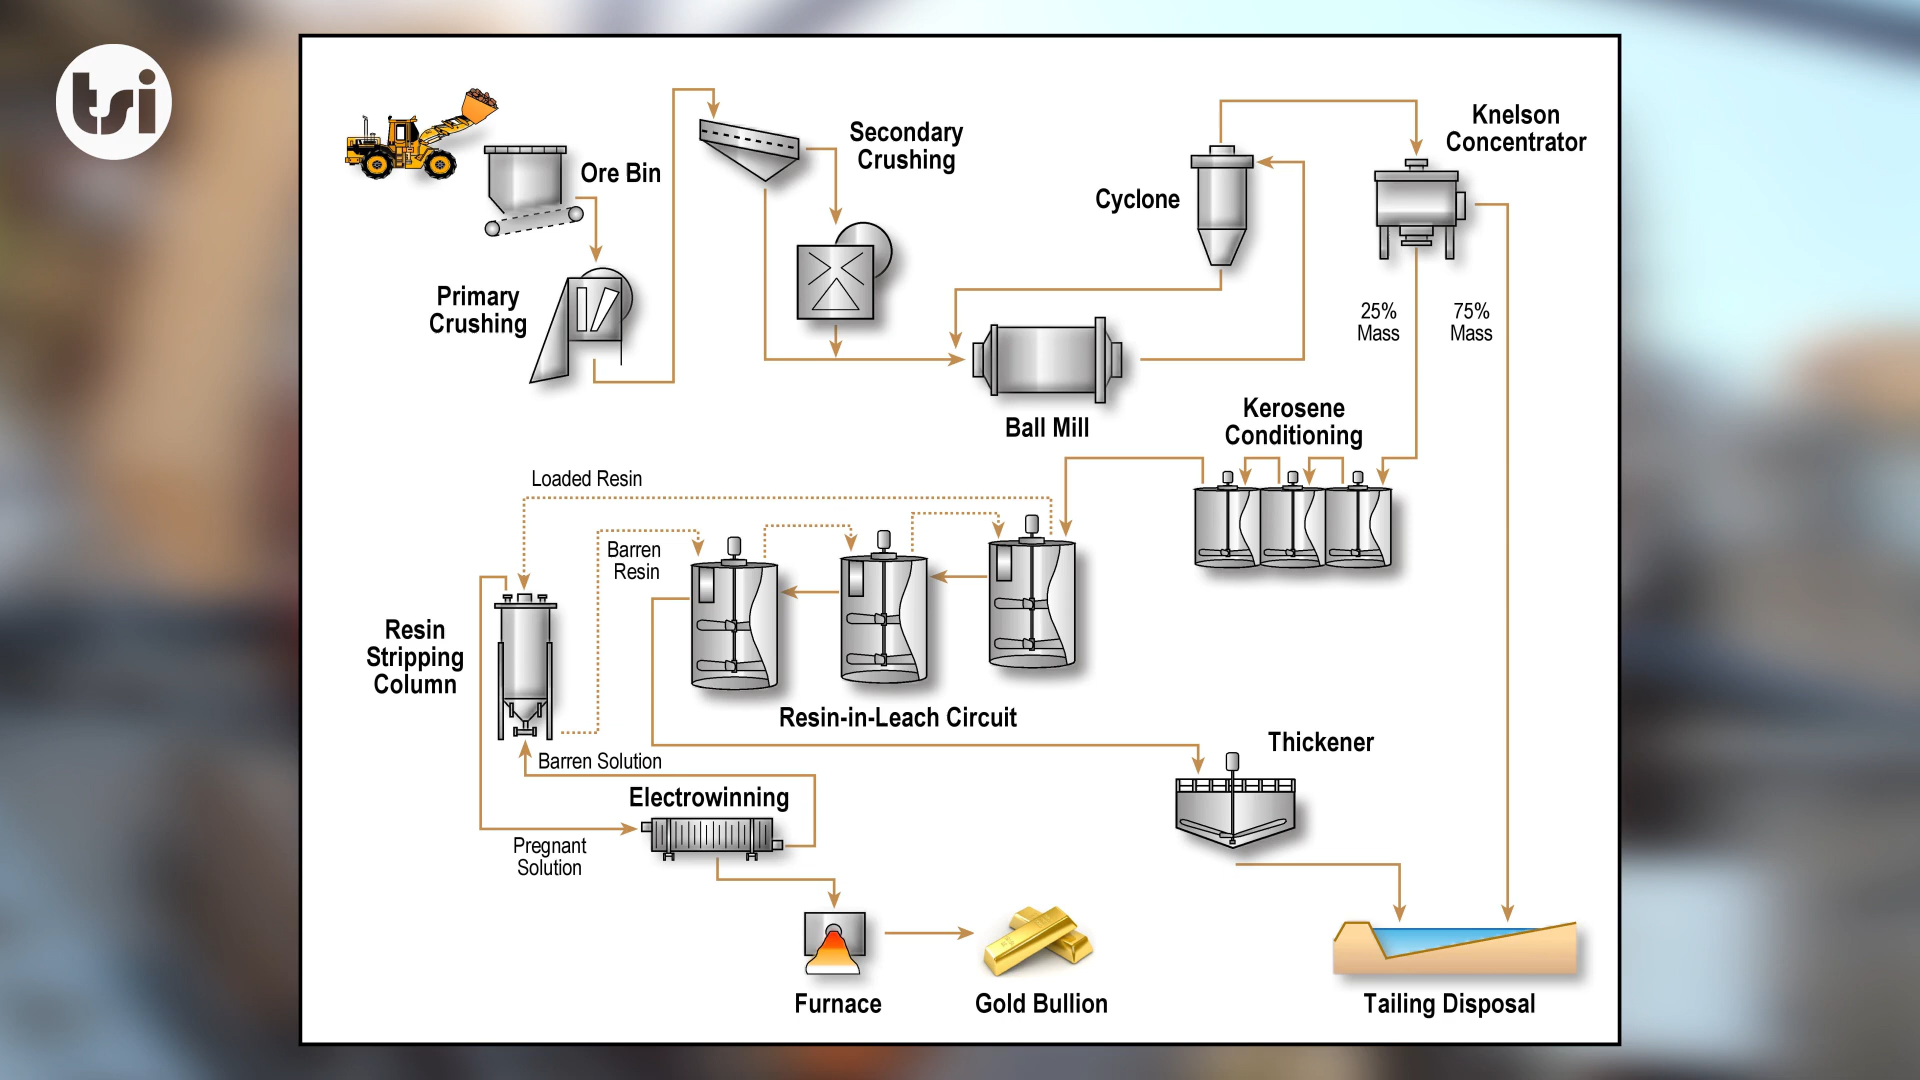 tsi
Ore Bin
Primary
Crushing
Secondary
Crushing
Cyclone
Knelson
Concentrator
25%
Mass
75%
Mass
Ball Mill
Kerosene
Conditioning
Loaded Resin
Barren
Resin
Resin
Stripping
Column
Resin-in-Leach Circuit
Barren Solution
Electrowinning
Pregnant
Solution
Thickener
Furnace
Gold Bullion
Tailing Disposal